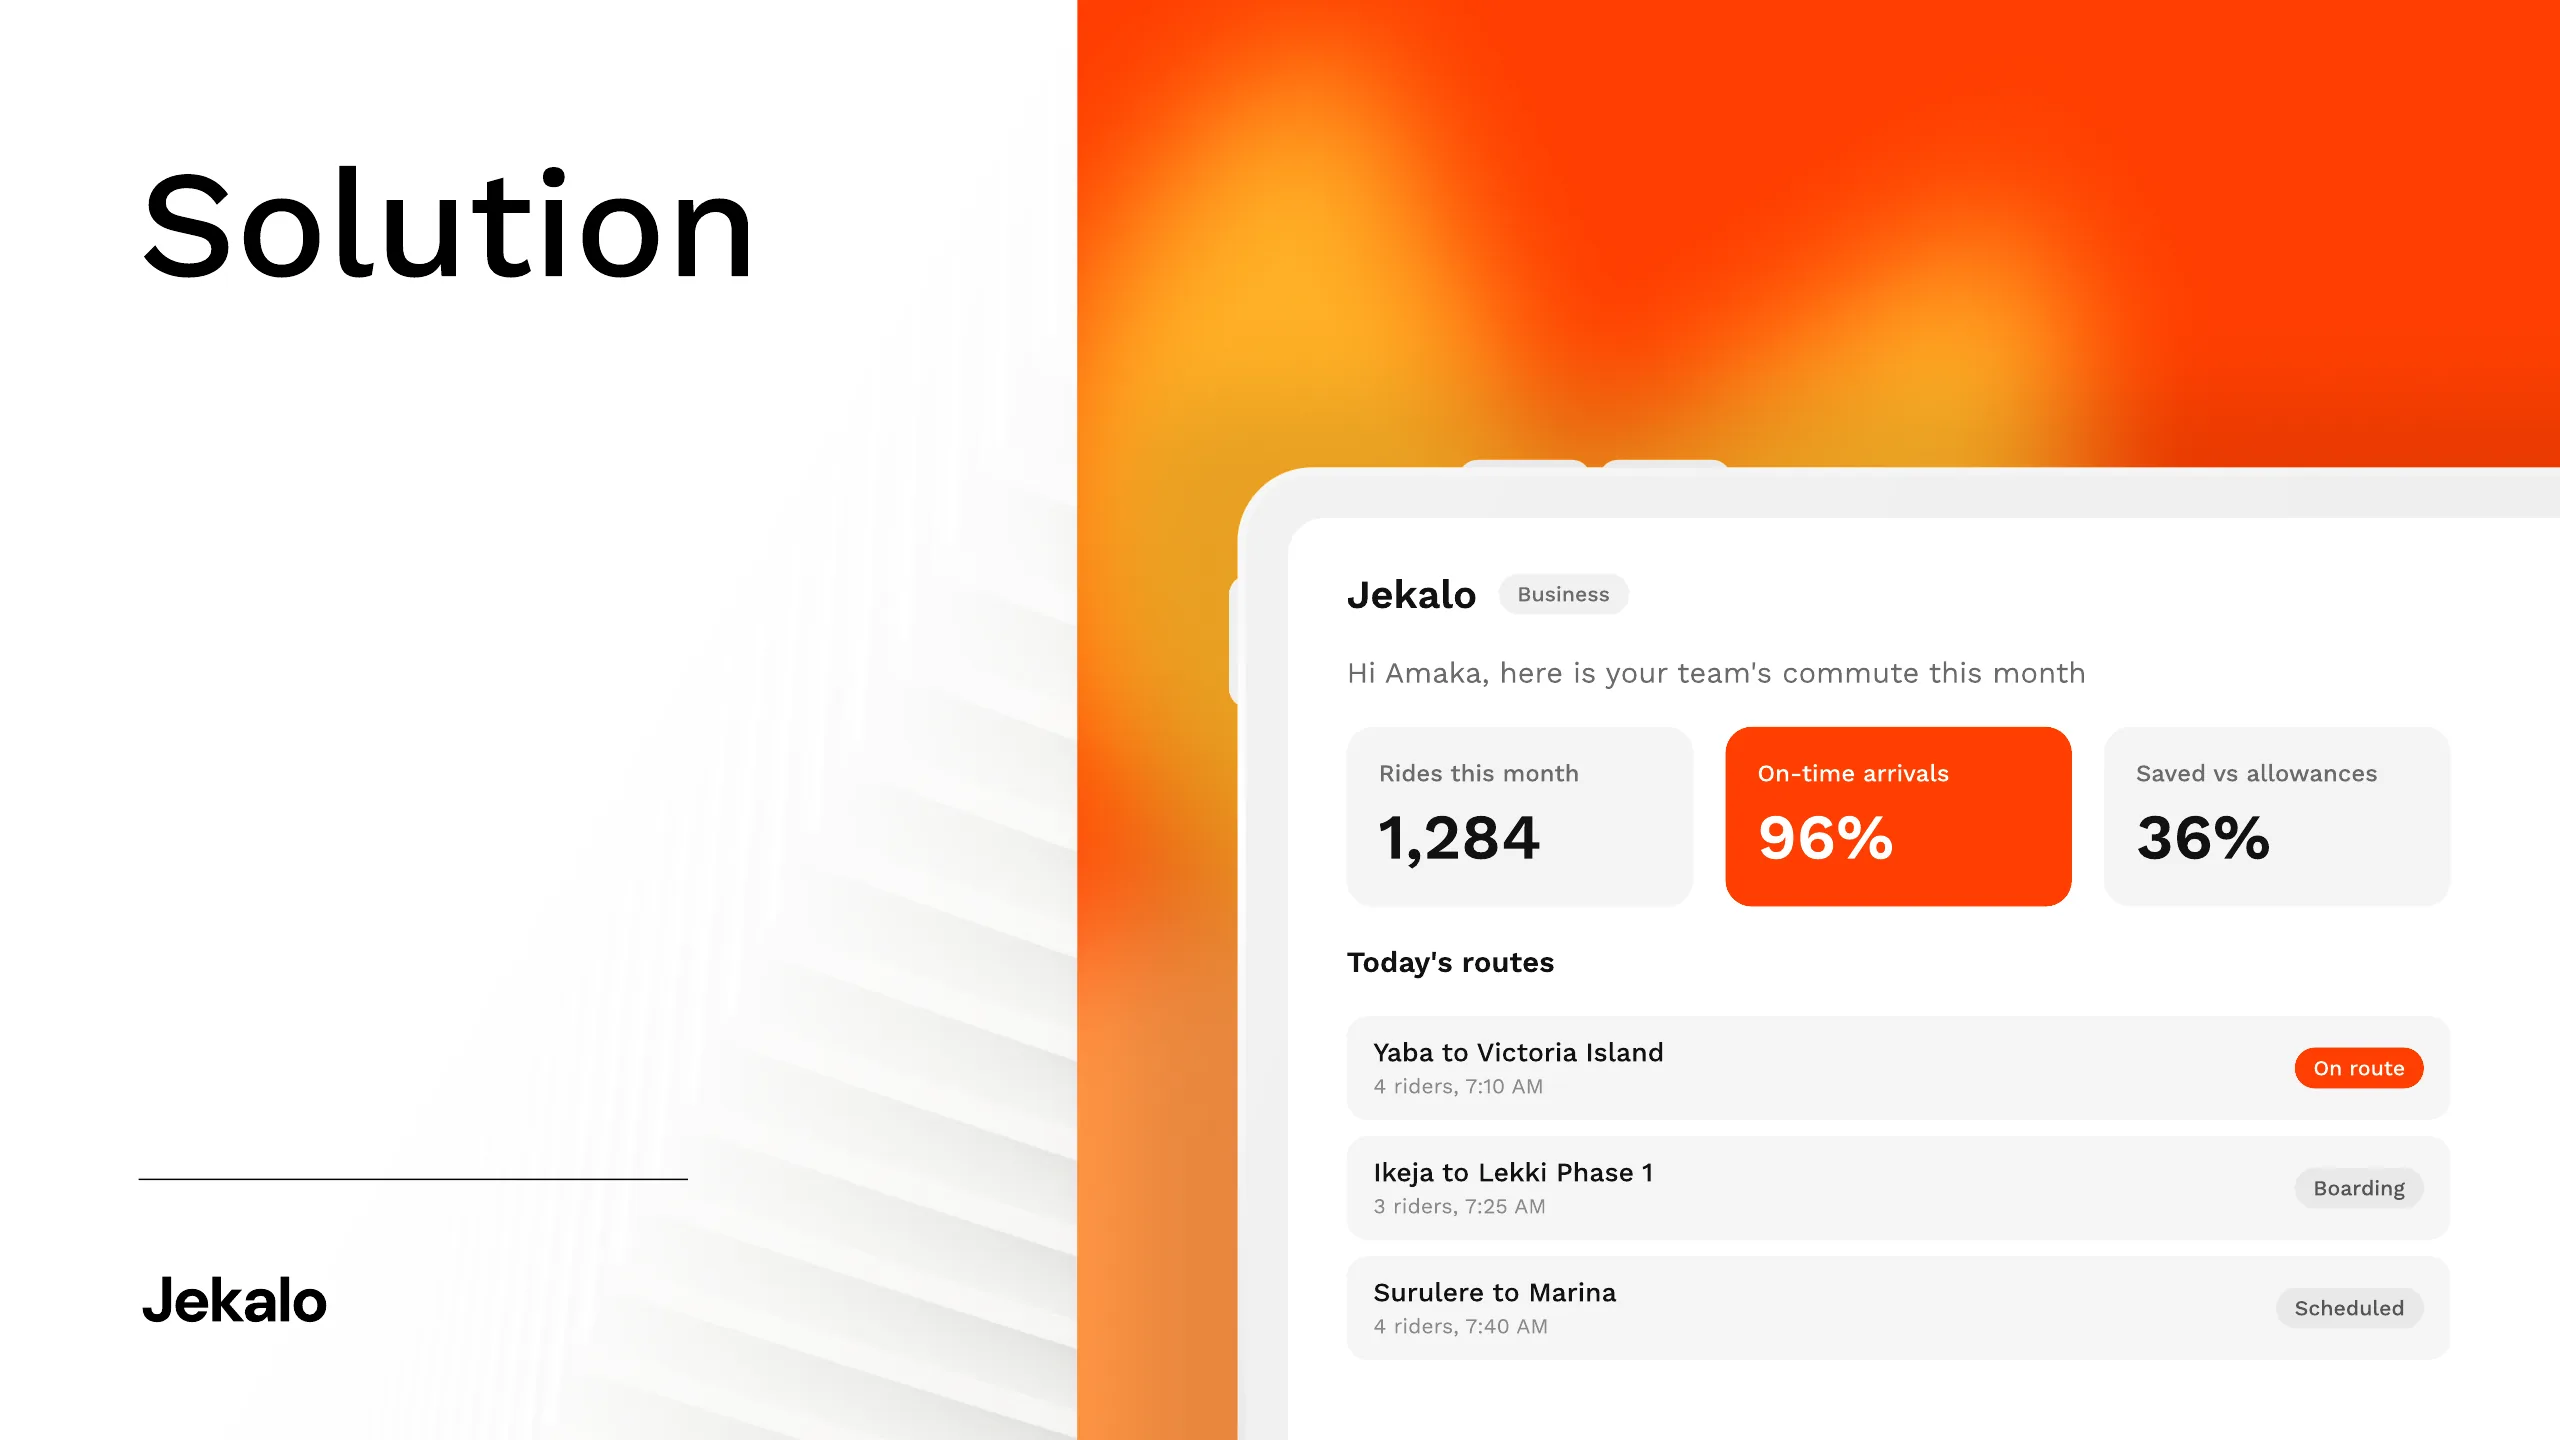 Solution
Jekalo
Jekalo
Business
Hi Amaka, here is your team's commute this month
Rides this month
1,284
On-time arrivals
96%
Saved vs allowances
36%
Today's routes
Yaba to Victoria Island
4 riders, 7:10 AM
On route
Ikeja to Lekki Phase 1
3 riders, 7:25 AM
Boarding
Surulere to Marina
4 riders, 7:40 AM
Scheduled